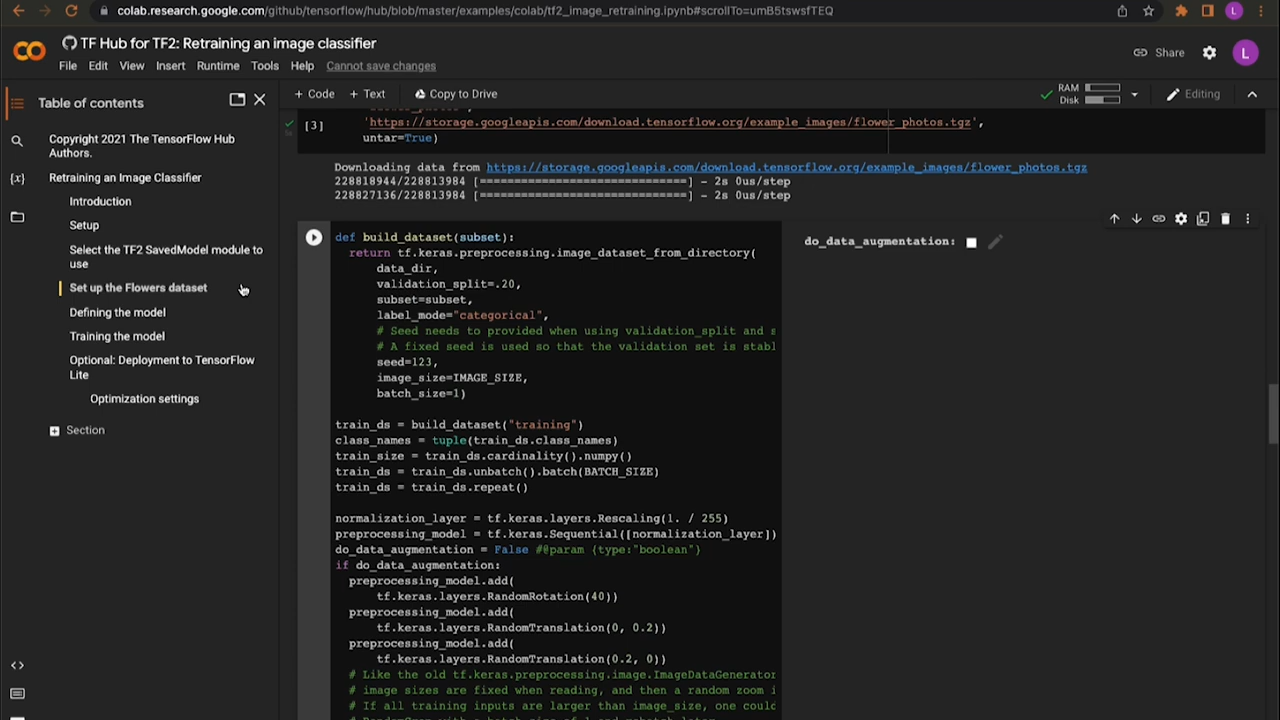 colab.research.google.com/github/tensorflow/hub/blob/master/examples/colab/tf2_image_retraining.ipynb#scrollTo=umB5tswsfTEQ
L
TF Hub for TF2: Retraining an image classifier
File Edit View Insert Runtime Tools Help Cannot save changes
Share
L
Table of contents
+ Code + Text Copy to Drive
RAM
Disk
Editing
Copyright 2021 The TensorFlow Hub
Authors.
Retraining an Image Classifier
Introduction
Setup
Select the TF2 SavedModel module to
use
Set up the Flowers dataset
Defining the model
Training the model
Optional: Deployment to TensorFlow
Lite
Optimization settings
Section
[3]
'https://storage.googleapis.com/download.tensorflow.org/example_images/flower_photos.tgz',
untar=True)
Downloading data from https://storage.googleapis.com/download.tensorflow.org/example_images/flower_photos.tgz
228818944/228813984 [==============================] - 2s 0us/step
228827136/228813984 [==============================] - 2s 0us/step
def build_dataset(subset):
return tf.keras.preprocessing.image_dataset_from_directory(
data_dir,
validation_split=.20,
subset=subset,
label_mode="categorical",
# Seed needs to provided when using validation_split and s
# A fixed seed is used so that the validation set is stabl
seed=123,
image_size=IMAGE_SIZE,
batch_size=1)
train_ds = build_dataset("training")
class_names = tuple(train_ds.class_names)
train_size = train_ds.cardinality().numpy()
train_ds = train_ds.unbatch().batch(BATCH_SIZE)
train_ds = train_ds.repeat()
normalization_layer = tf.keras.layers.Rescaling(1. / 255)
preprocessing_model = tf.keras.Sequential([normalization_layer])
do_data_augmentation = False #@param {type:"boolean"}
if do_data_augmentation:
preprocessing_model.add(
tf.keras.layers.RandomRotation(40))
preprocessing_model.add(
tf.keras.layers.RandomTranslation(0, 0.2))
preprocessing_model.add(
tf.keras.layers.RandomTranslation(0.2, 0))
# Like the old tf.keras.preprocessing.image.ImageDataGenerator
# image sizes are fixed when reading, and then a random zoom i
# If all training inputs are larger than image_size, one could
do_data_augmentation: